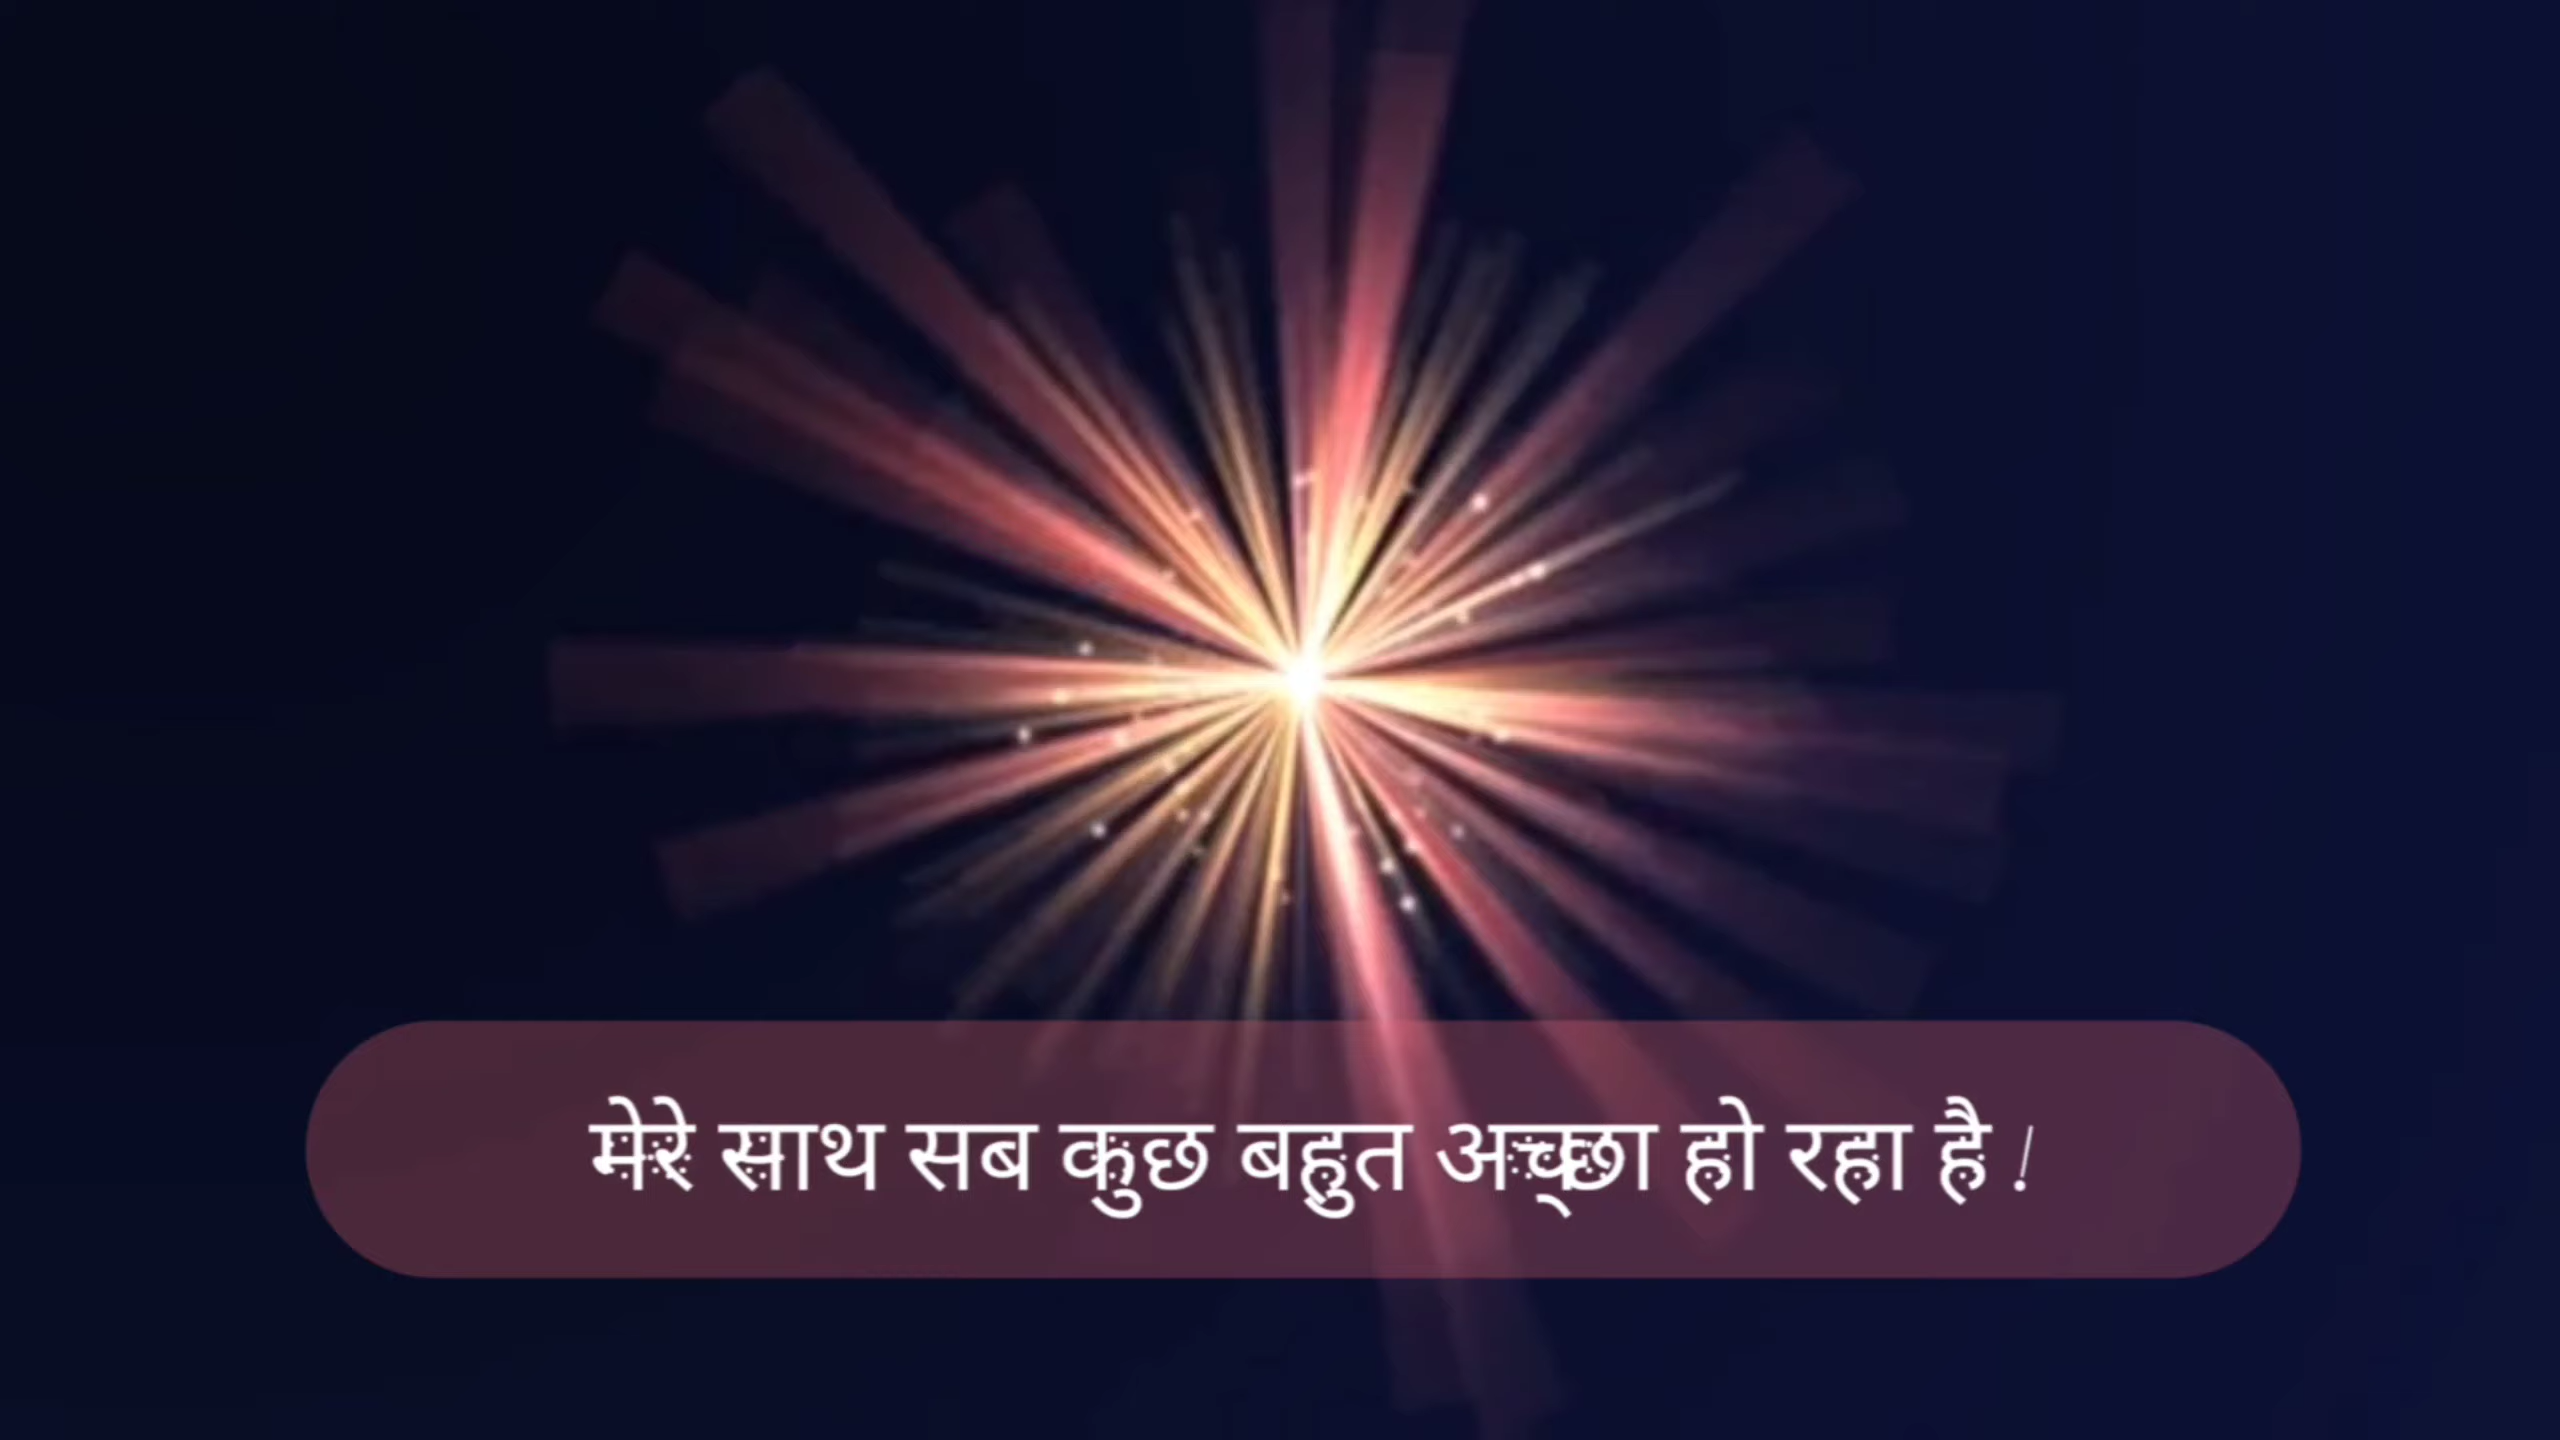 मेरे साथ सब कुछ बहुत अच्छा हो रहा है !